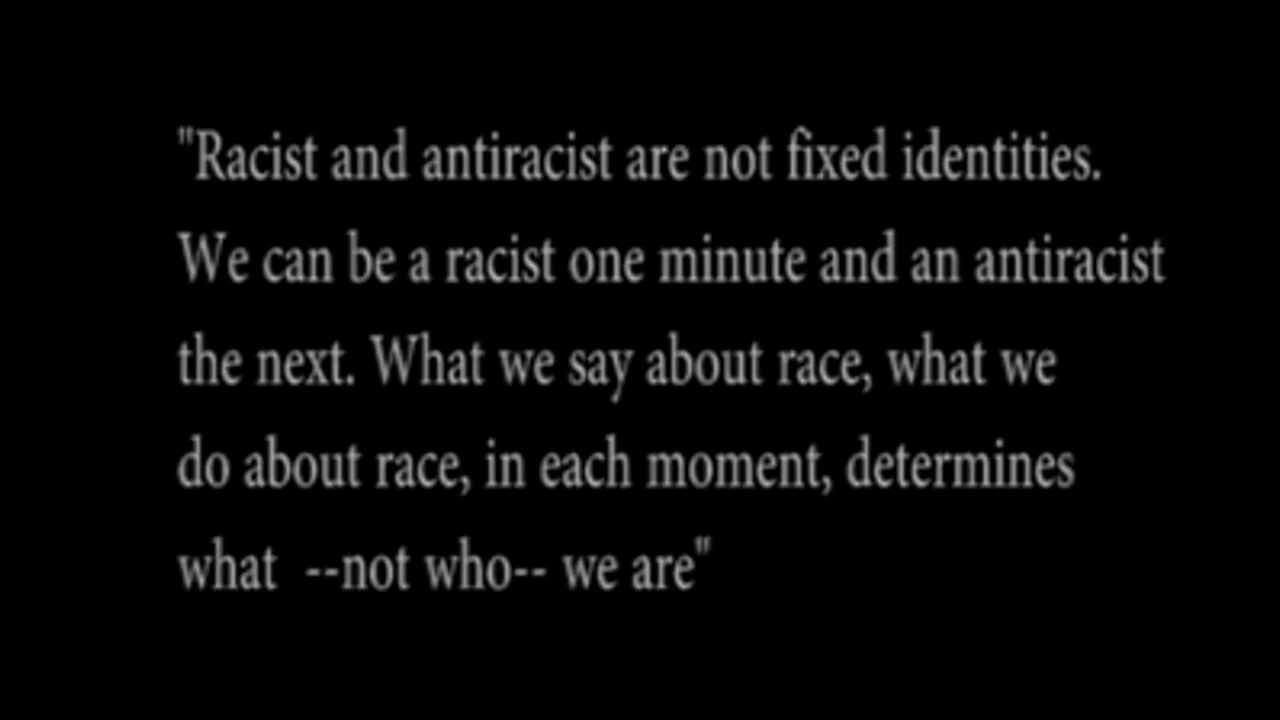 "Racist and antiracist are not fixed identities.
We can be a racist one minute and an antiracist
the next. What we say about race, what we
do about race, in each moment, determines
what  --not who-- we are"